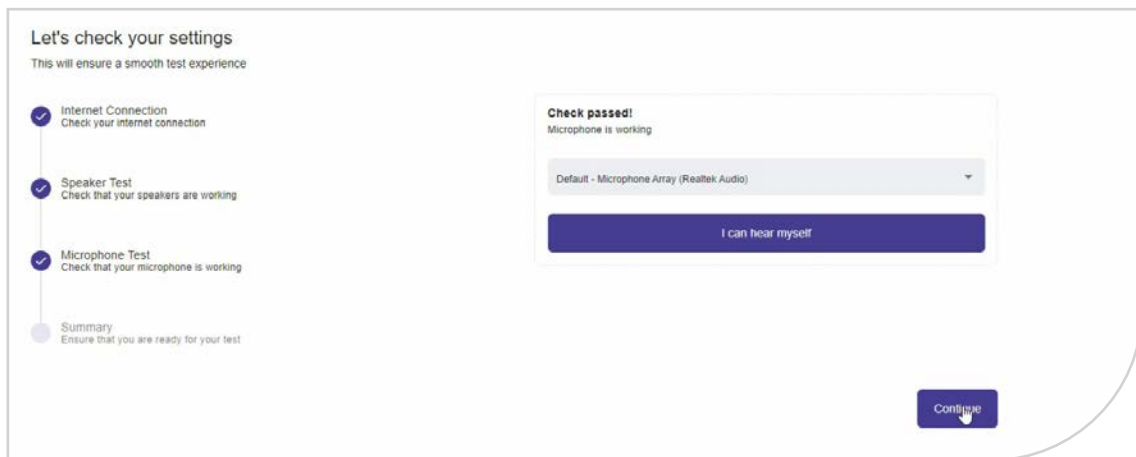 Let's check your settings
This will ensure a smooth test experience
Internet Connection
Check your internet connection
Speaker Test
Check that your speakers are working
Microphone Test
Check that your microphone is working
Summary
Ensure that you are ready for your test
Check passed!
Microphone is working
Default - Microphone Array (Realtek Audio)
I can hear myself
Continue